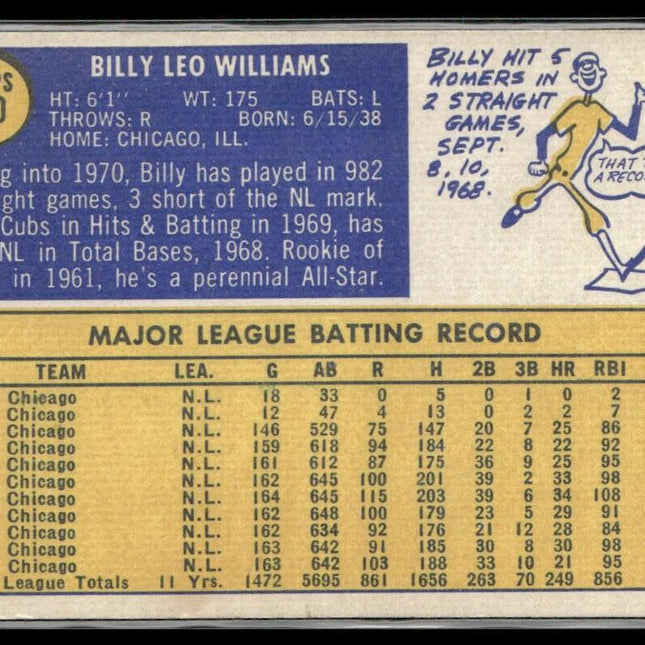 BILLY LEO WILLIAMS
HT: 6'1" WT: 175 BATS: L
THROWS: R BORN: 6/15/38
HOME: CHICAGO, ILL.
into 1970, Billy has played in 982
games, 3 short of the NL mark.
Cubs in Hits & Batting in 1969, has
NL in Total Bases, 1968. Rookie of
in 1961, he's a perennial All-Star.
BILLY HIT 5
HOMERS IN
2 STRAIGHT
GAMES,
SEPT.
8, 10,
1968.
THAT
A RECO
MAJOR LEAGUE BATTING RECORD
TEAM LEA. G AB R H 2B 3B HR RBI
Chicago N.L. 18 33 0 5 0 1 0 2
Chicago N.L. 12 47 4 13 0 2 2 7
Chicago N.L. 146 529 75 147 20 7 25 86
Chicago N.L. 159 618 94 184 22 8 22 92
Chicago N.L. 161 612 87 175 36 9 25 95
Chicago N.L. 162 645 100 201 39 2 33 98
Chicago N.L. 164 645 115 203 39 6 34 108
Chicago N.L. 162 648 100 179 23 5 29 91
Chicago N.L. 162 634 92 176 21 12 28 84
Chicago N.L. 163 642 91 185 30 8 30 98
Chicago N.L. 163 642 103 188 33 10 21 95
League Totals 11 Yrs. 1472 5695 861 1656 263 70 249 856